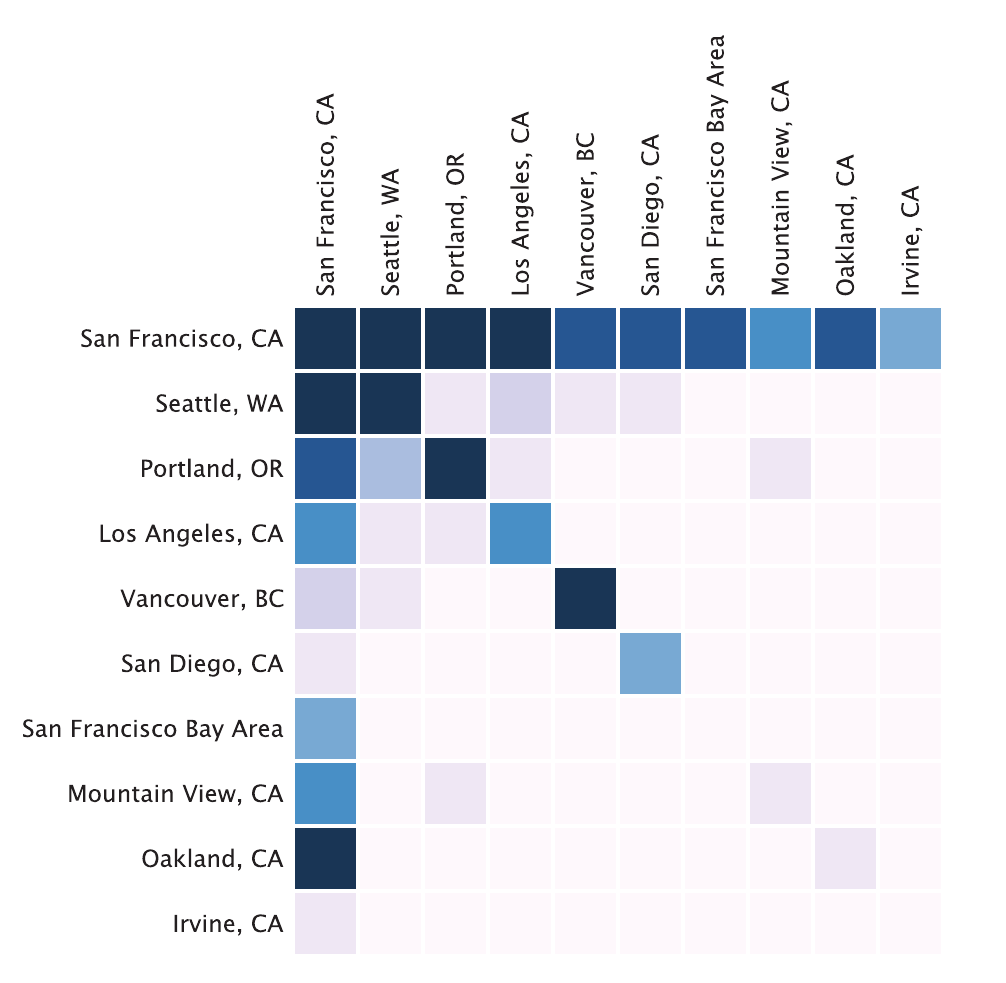 San Francisco, CA
Seattle, WA
Portland, OR
Los Angeles, CA
Vancouver, BC
San Diego, CA
San Francisco Bay Area
Mountain View, CA
Oakland, CA
Irvine, CA
San Francisco, CA
Seattle, WA
Portland, OR
Los Angeles, CA
Vancouver, BC
San Diego, CA
San Francisco Bay Area
Mountain View, CA
Oakland, CA
Irvine, CA